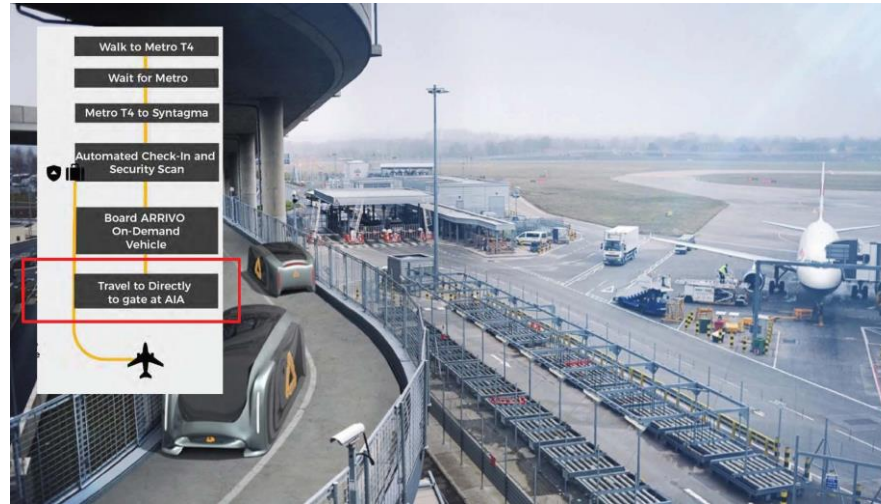 Walk to Metro T4
Wait for Metro
Metro T4 to Syntagma
Automated Check-In and
Security Scan
Board ARRIVO
On-Demand
Vehicle
Travel to Directly
to gate at AIA